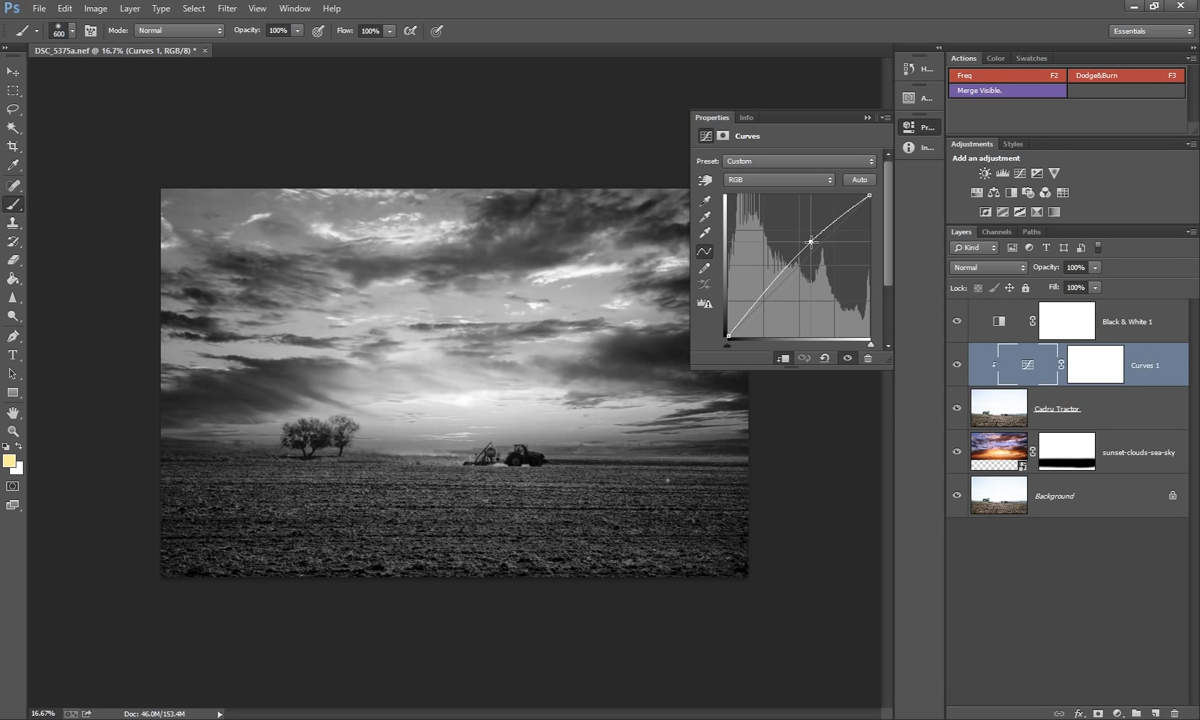 Ps File Edit Image Layer Type Select Filter View Window Help
600 Mode: Normal Opacity: 100% Flow: 100% Essentials
DSC_5375a.nef @ 16.7% (Curves 1, RGB/8) * ×
Properties Info
Curves
Preset: Custom
RGB Auto
H...
A...
Pr...
In...
Actions Color Swatches
Freq F2 Dodge&Burn F3
Merge Visible.
Adjustments Styles
Add an adjustment
Layers Channels Paths
Kind
Normal Opacity: 100%
Lock: Fill: 100%
Black & White 1
Curves 1
Cadru Tractor
sunset-clouds-sea-sky
Background
16.67% Doc: 46.0M/153.4M
fx